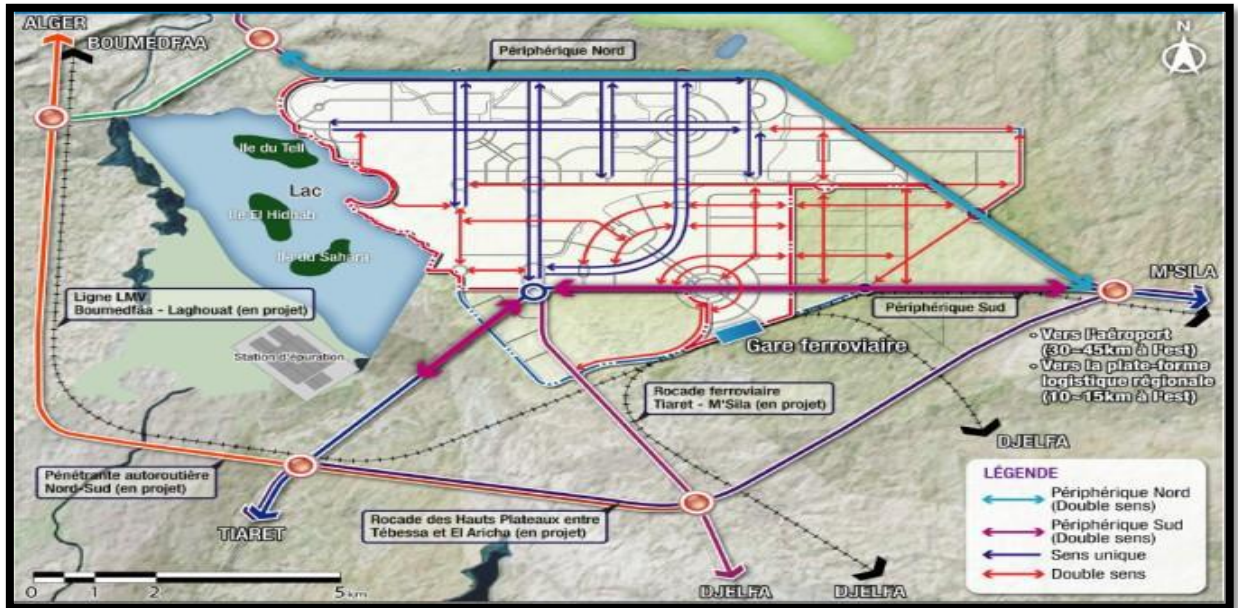 ALGER
BOUMEDFAA
Périphérique Nord
N
Ile du Tell
Lac
Ile El Hidhab
Ile du Sahara
Ligne LMV
Boumedfaa - Laghouat (en projet)
Station d'épuration
Périphérique Sud
M'SILA
- Vers l'aéroport
(30~45km à l'est)
- Vers la plate-forme
logistique régionale
(10~15km à l'est)
Gare ferroviaire
Rocade ferroviaire
Tiaret - M'Sila (en projet)
DJELFA
Pénétrante autoroutière
Nord-Sud (en projet)
TIARET
Rocade des Hauts Plateaux entre
Tébessa et El Aricha (en projet)
DJELFA
DJELFA
0 1 2 5 km
LÉGENDE
Périphérique Nord
(Double sens)
Périphérique Sud
(Double sens)
Sens unique
Double sens